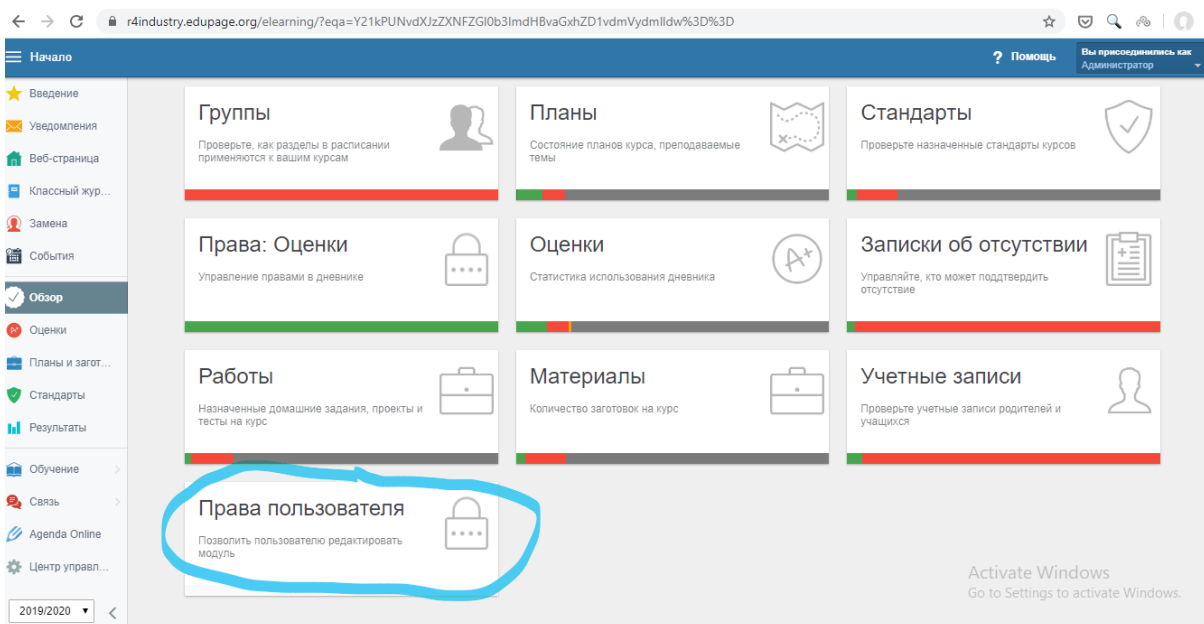 r4industry.edupage.org/elearning/?eqa=Y21kPUNvdXJzZXNFZGl0b3ImdHBvaGxhZD1vdmVydmlldw%3D%3D
Начало
? Помощь
Вы присоединились как
Администратор
Введение
Уведомления
Веб-страница
Классный жур...
Замена
События
Обзор
Оценки
Планы и загот...
Стандарты
Результаты
Обучение
Связь
Agenda Online
Центр управл...
2019/2020
Группы
Проверьте, как разделы в расписании
применяются к вашим курсам
Планы
Состояние планов курса, преподаваемые
темы
Стандарты
Проверьте назначенные стандарты курсов
Права: Оценки
Управление правами в дневнике
Оценки
Статистика использования дневника
A+
Записки об отсутствии
Управляйте, кто может поддтвердить
отсутствие
Работы
Назначенные домашние задания, проекты и
тесты на курс
Материалы
Количество заготовок на курс
Учетные записи
Проверьте учетные записи родителей и
учащихся
Права пользователя
Позволить пользователю редактировать
модуль
Activate Windows
Go to Settings to activate Windows.